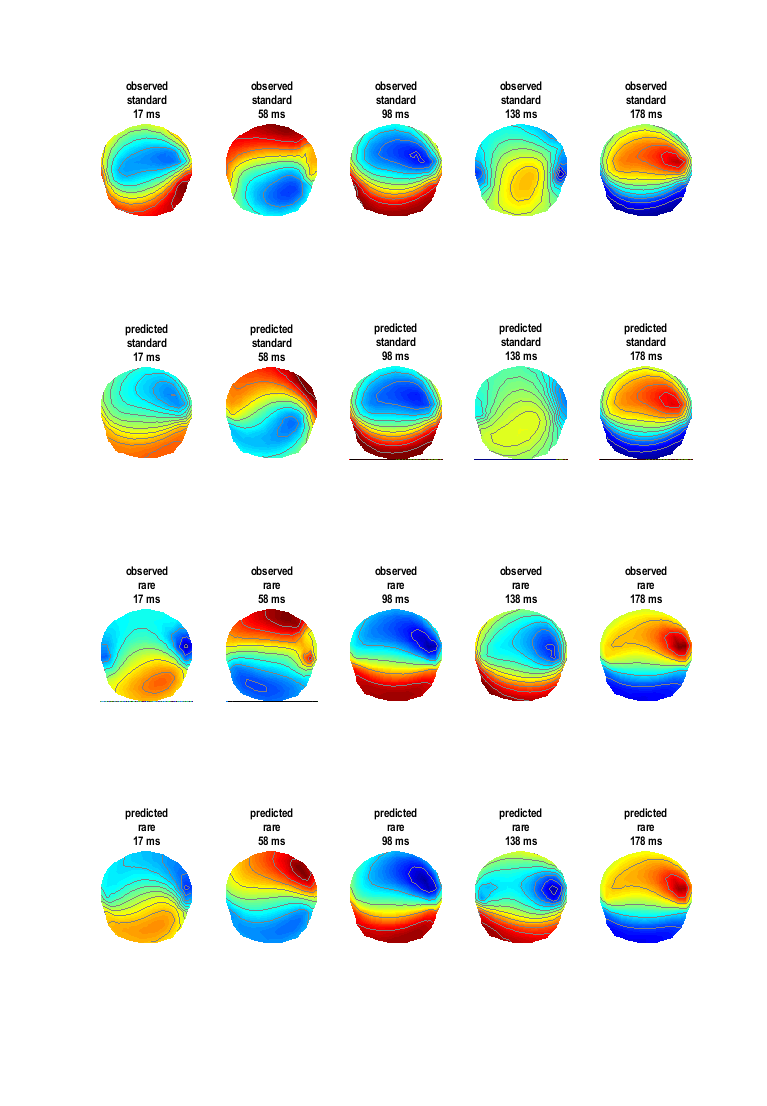 observed
standard
17 ms
observed
standard
58 ms
observed
standard
98 ms
observed
standard
138 ms
observed
standard
178 ms
predicted
standard
17 ms
predicted
standard
58 ms
predicted
standard
98 ms
predicted
standard
138 ms
predicted
standard
178 ms
observed
rare
17 ms
observed
rare
58 ms
observed
rare
98 ms
observed
rare
138 ms
observed
rare
178 ms
predicted
rare
17 ms
predicted
rare
58 ms
predicted
rare
98 ms
predicted
rare
138 ms
predicted
rare
178 ms